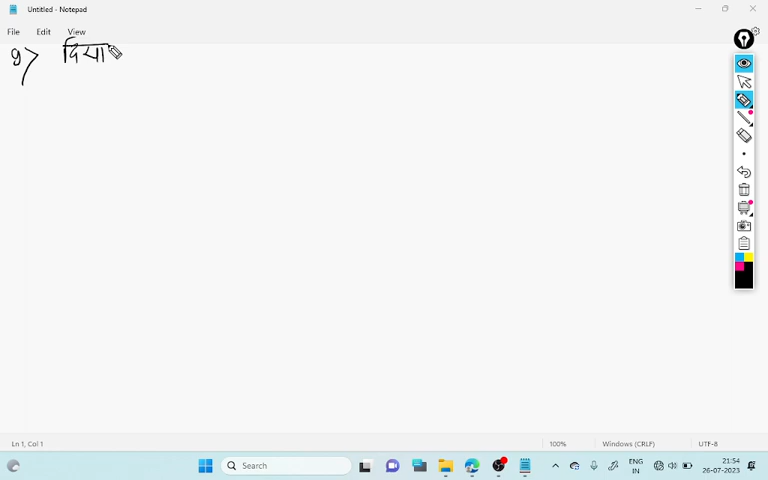 Untitled - Notepad
File Edit View
9) दिया
Ln 1, Col 1 100% Windows (CRLF) UTF-8
Search
ENG IN
21:54
26-07-2023